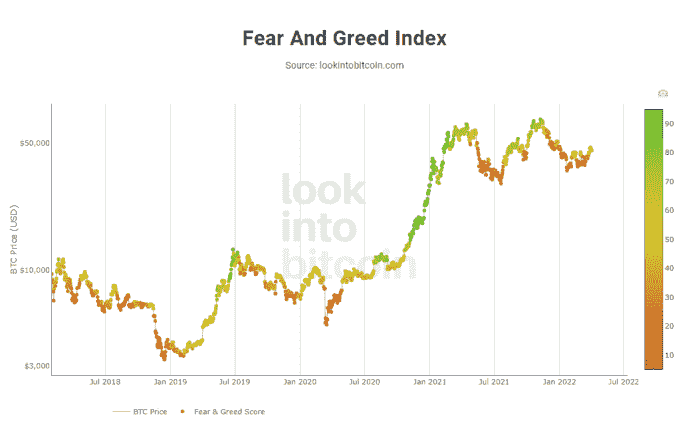 Fear And Greed Index
Source: lookintobitcoin.com
look
into
bitcoin
BTC Price (USD)
$50,000
$10,000
$3,000
Jul 2018
Jan 2019
Jul 2019
Jan 2020
Jul 2020
Jan 2021
Jul 2021
Jan 2022
Jul 2022
90
80
70
60
50
40
30
20
10
BTC Price
Fear & Greed Score